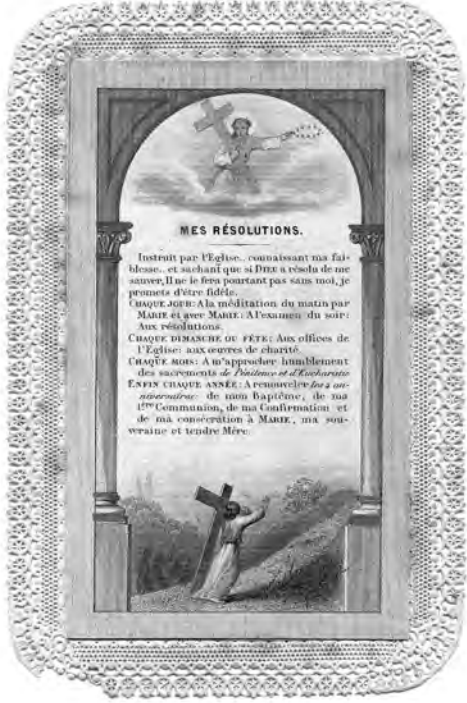 MES RÉSOLUTIONS.
Instruit par l'Eglise.. connaissant ma fai-
blesse.. et sachant que si DIEU a résolu de me
sauver, Il ne le fera pourtant pas sans moi, je
promets d'être fidèle.
CHAQUE JOUR: A la méditation du matin par
MARIE et avec MARIE: A l'examen du soir:
Aux résolutions.
CHAQUE DIMANCHE OU FÊTE: Aux offices de
l'Eglise: aux œuvres de charité.
CHAQUE MOIS: A m'approcher humblement
des sacrements de Pénitence et d'Eucharistie
ENFIN CHAQUE ANNÉE: A renouveler les 4 an-
niversaires: de mon Baptême, de ma
1ère Communion, de ma Confirmation et
de ma consécration à MARIE, ma sou-
veraine et tendre Mère.